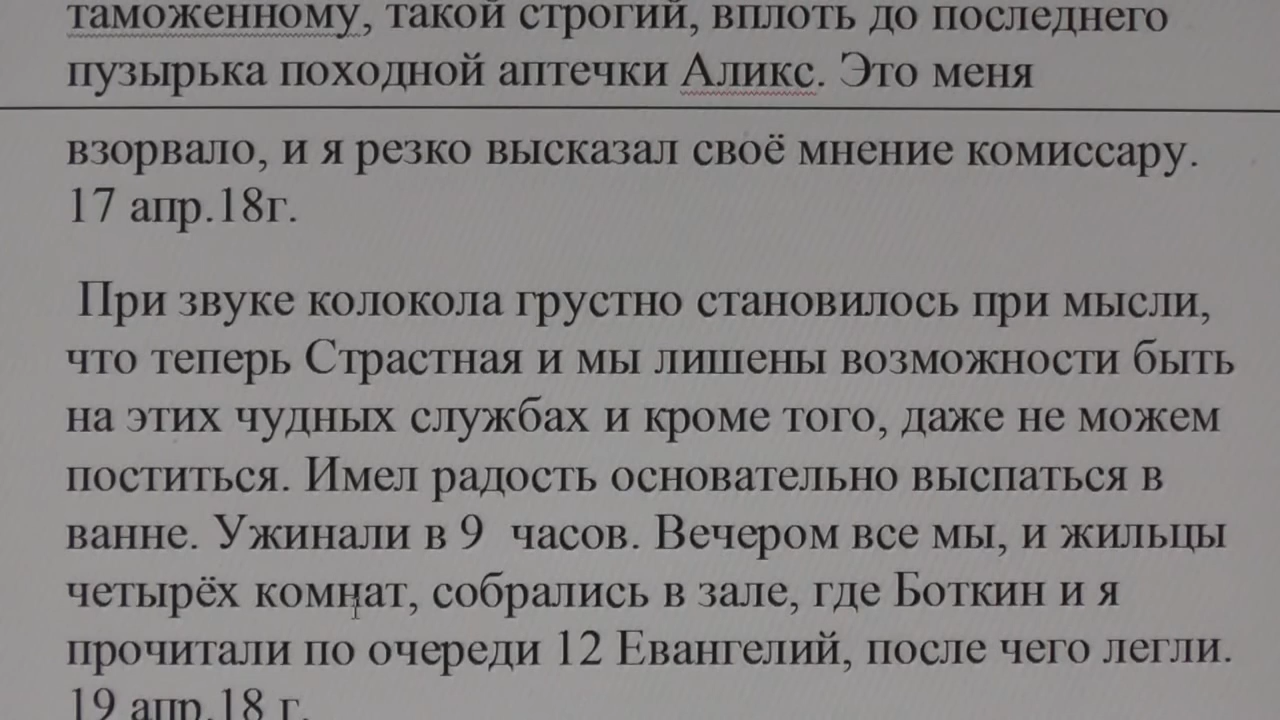 таможенному, такой строгий, вплоть до последнего
пузырька походной аптечки Аликс. Это меня
взорвало, и я резко высказал своё мнение комиссару.
17 апр.18г.
При звуке колокола грустно становилось при мысли,
что теперь Страстная и мы лишены возможности быть
на этих чудных службах и кроме того, даже не можем
поститься. Имел радость основательно выспаться в
ванне. Ужинали в 9 часов. Вечером все мы, и жильцы
четырёх комнат, собрались в зале, где Боткин и я
прочитали по очереди 12 Евангелий, после чего легли.
19 апр.18 г.